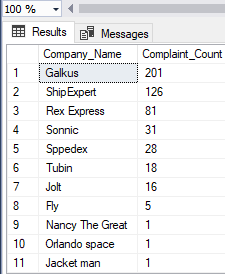 100 %
Results Messages
Company_Name Complaint_Count
1 Galkus 201
2 ShipExpert 126
3 Rex Express 81
4 Sonnic 31
5 Sppedex 28
6 Tubin 18
7 Jolt 16
8 Fly 5
9 Nancy The Great 1
10 Orlando space 1
11 Jacket man 1